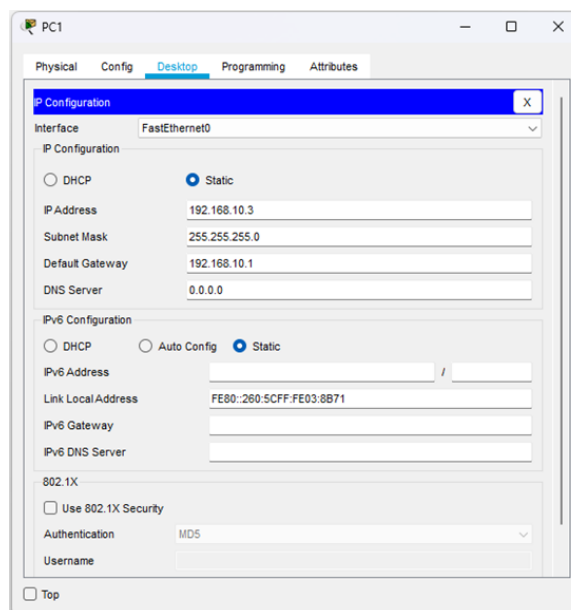 PC1
Physical Config Desktop Programming Attributes
IP Configuration X
Interface FastEthernet0
IP Configuration
DHCP Static
IP Address 192.168.10.3
Subnet Mask 255.255.255.0
Default Gateway 192.168.10.1
DNS Server 0.0.0.0
IPv6 Configuration
DHCP Auto Config Static
IPv6 Address /
Link Local Address FE80::260:5CFF:FE03:8B71
IPv6 Gateway
IPv6 DNS Server
802.1X
Use 802.1X Security
Authentication MD5
Username
Top